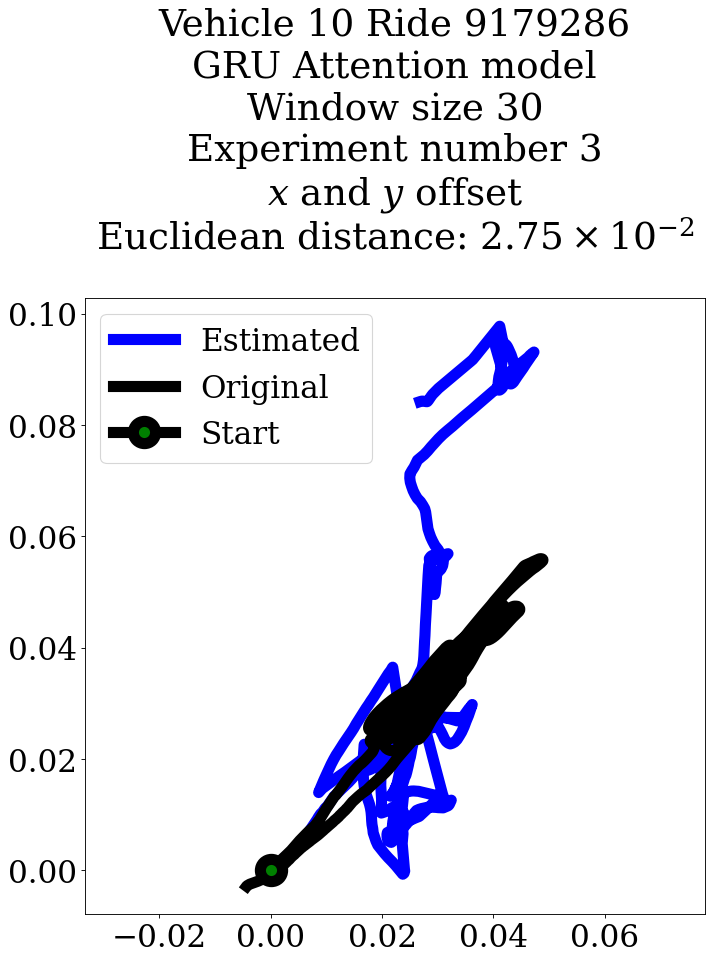 Vehicle 10 Ride 9179286
GRU Attention model
Window size 30
Experiment number 3
x and y offset
Euclidean distance: 2.75 × 10⁻²
0.10
0.08
0.06
0.04
0.02
0.00
Estimated
Original
Start
−0.02 0.00 0.02 0.04 0.06